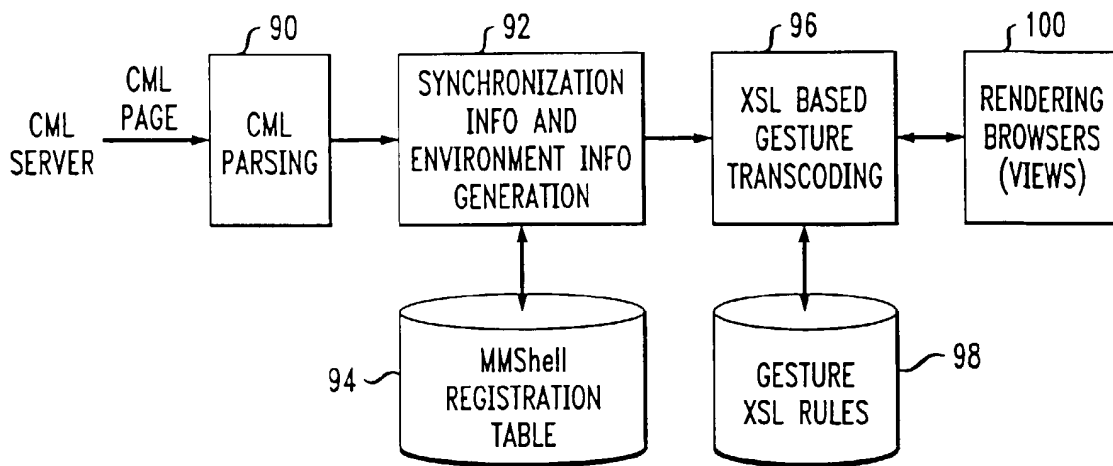 90
92
96
100
CML
PAGE
CML
SERVER
CML
PARSING
SYNCHRONIZATION
INFO AND
ENVIRONMENT INFO
GENERATION
XSL BASED
GESTURE
TRANSCODING
RENDERING
BROWSERS
(VIEWS)
94
MMShell
REGISTRATION
TABLE
GESTURE
XSL RULES
98